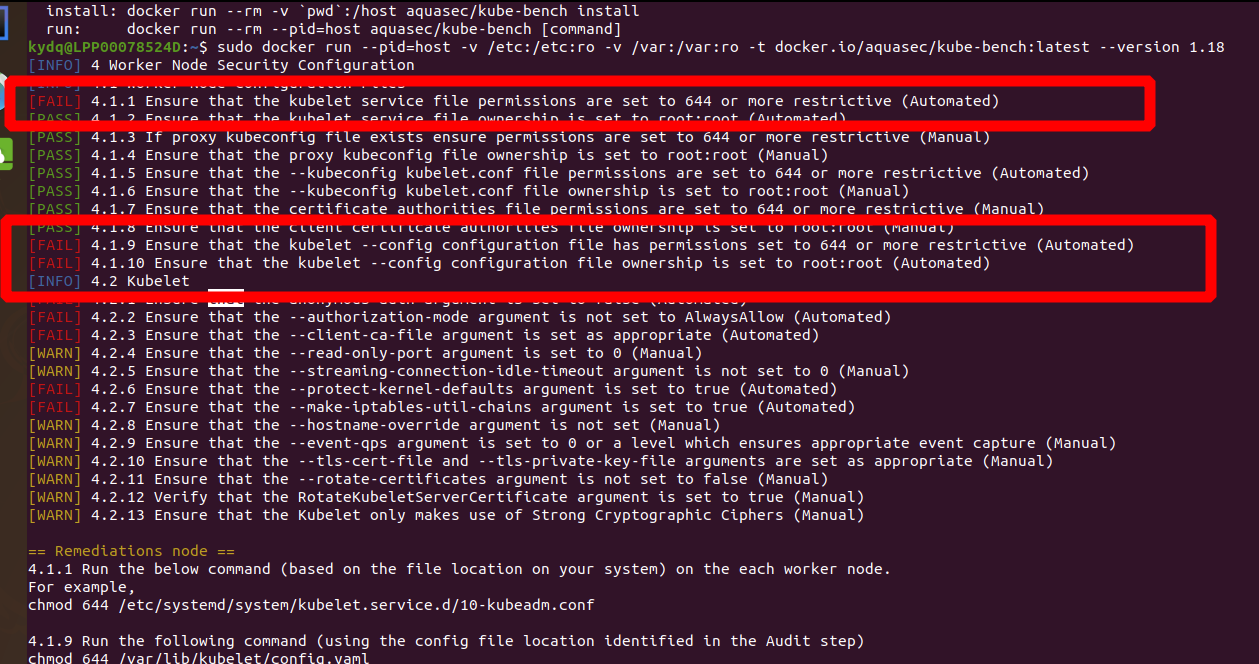 install: docker run --rm -v `pwd`:/host aquasec/kube-bench install
run:     docker run --rm --pid=host aquasec/kube-bench [command]
kydq@LPP00078524D:~$ sudo docker run --pid=host -v /etc:/etc:ro -v /var:/var:ro -t docker.io/aquasec/kube-bench:latest --version 1.18
[INFO] 4 Worker Node Security Configuration
[INFO] 4.1 Worker Node Configuration Files
[FAIL] 4.1.1 Ensure that the kubelet service file permissions are set to 644 or more restrictive (Automated)
[PASS] 4.1.2 Ensure that the kubelet service file ownership is set to root:root (Automated)
[PASS] 4.1.3 If proxy kubeconfig file exists ensure permissions are set to 644 or more restrictive (Manual)
[PASS] 4.1.4 Ensure that the proxy kubeconfig file ownership is set to root:root (Manual)
[PASS] 4.1.5 Ensure that the --kubeconfig kubelet.conf file permissions are set to 644 or more restrictive (Automated)
[PASS] 4.1.6 Ensure that the --kubeconfig kubelet.conf file ownership is set to root:root (Manual)
[PASS] 4.1.7 Ensure that the certificate authorities file permissions are set to 644 or more restrictive (Manual)
[PASS] 4.1.8 Ensure that the client certificate authorities file ownership is set to root:root (Manual)
[FAIL] 4.1.9 Ensure that the kubelet --config configuration file has permissions set to 644 or more restrictive (Automated)
[FAIL] 4.1.10 Ensure that the kubelet --config configuration file ownership is set to root:root (Automated)
[INFO] 4.2 Kubelet
4.2.1 Ensure that the anonymous-auth argument is set to false (Automated)
[FAIL] 4.2.2 Ensure that the --authorization-mode argument is not set to AlwaysAllow (Automated)
[FAIL] 4.2.3 Ensure that the --client-ca-file argument is set as appropriate (Automated)
[WARN] 4.2.4 Ensure that the --read-only-port argument is set to 0 (Manual)
[WARN] 4.2.5 Ensure that the --streaming-connection-idle-timeout argument is not set to 0 (Manual)
[FAIL] 4.2.6 Ensure that the --protect-kernel-defaults argument is set to true (Automated)
[FAIL] 4.2.7 Ensure that the --make-iptables-util-chains argument is set to true (Automated)
[WARN] 4.2.8 Ensure that the --hostname-override argument is not set (Manual)
[WARN] 4.2.9 Ensure that the --event-qps argument is set to 0 or a level which ensures appropriate event capture (Manual)
[WARN] 4.2.10 Ensure that the --tls-cert-file and --tls-private-key-file arguments are set as appropriate (Manual)
[WARN] 4.2.11 Ensure that the --rotate-certificates argument is not set to false (Manual)
[WARN] 4.2.12 Verify that the RotateKubeletServerCertificate argument is set to true (Manual)
[WARN] 4.2.13 Ensure that the Kubelet only makes use of Strong Cryptographic Ciphers (Manual)
== Remediations node ==
4.1.1 Run the below command (based on the file location on your system) on the each worker node.
For example,
chmod 644 /etc/systemd/system/kubelet.service.d/10-kubeadm.conf
4.1.9 Run the following command (using the config file location identified in the Audit step)
chmod 644 /var/lib/kubelet/config.yaml